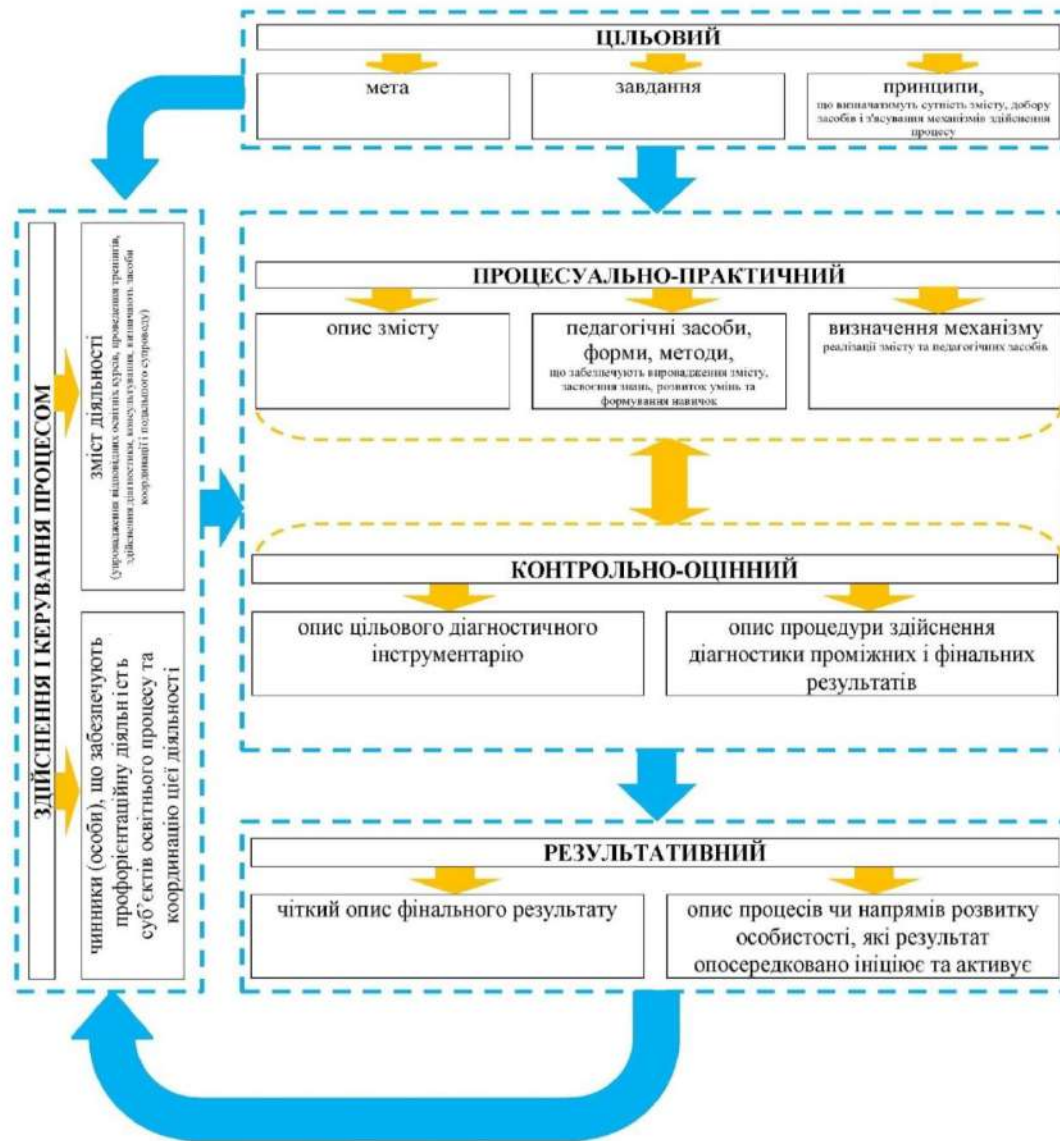 ЦІЛЬОВИЙ
мета
завдання
принципи,
що визначатимуть сутність змісту, добору
засобів і з'ясування механізмів здійснення
процесу
ЗДІЙСНЕННЯ І КЕРУВАННЯ ПРОЦЕСОМ
зміст діяльності
(упровадження відповідних освітніх курсів, проведення тренінгів,
здійснення діагностики, консультування, визначають засоби
координації і подальшого супроводу)
чинники (особи), що забезпечують
профорієнтаційну діяльність
суб’єктів освітнього процесу та
координацію цієї діяльності
ПРОЦЕСУАЛЬНО-ПРАКТИЧНИЙ
опис змісту
педагогічні засоби,
форми, методи,
що забезпечують впровадження змісту,
засвоєння знань, розвиток умінь та
формування навичок
визначення механізму
реалізації змісту та педагогічних засобів
КОНТРОЛЬНО-ОЦІННИЙ
опис цільового діагностичного
інструментарію
опис процедури здійснення
діагностики проміжних і фінальних
результатів
РЕЗУЛЬТАТИВНИЙ
чіткий опис фінального результату
опис процесів чи напрямів розвитку
особистості, які результат
опосередковано ініціює та активує